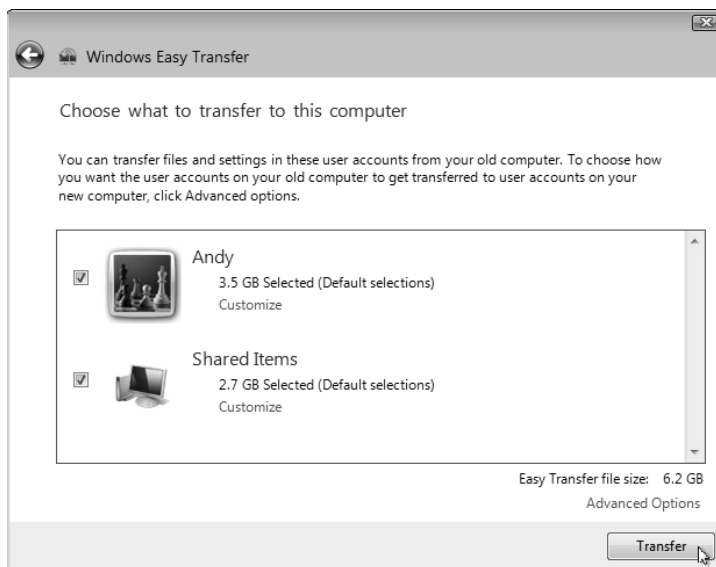 Windows Easy Transfer
Choose what to transfer to this computer
You can transfer files and settings in these user accounts from your old computer. To choose how
you want the user accounts on your old computer to get transferred to user accounts on your
new computer, click Advanced options.
Andy
3.5 GB Selected (Default selections)
Customize
Shared Items
2.7 GB Selected (Default selections)
Customize
Easy Transfer file size: 6.2 GB
Advanced Options
Transfer